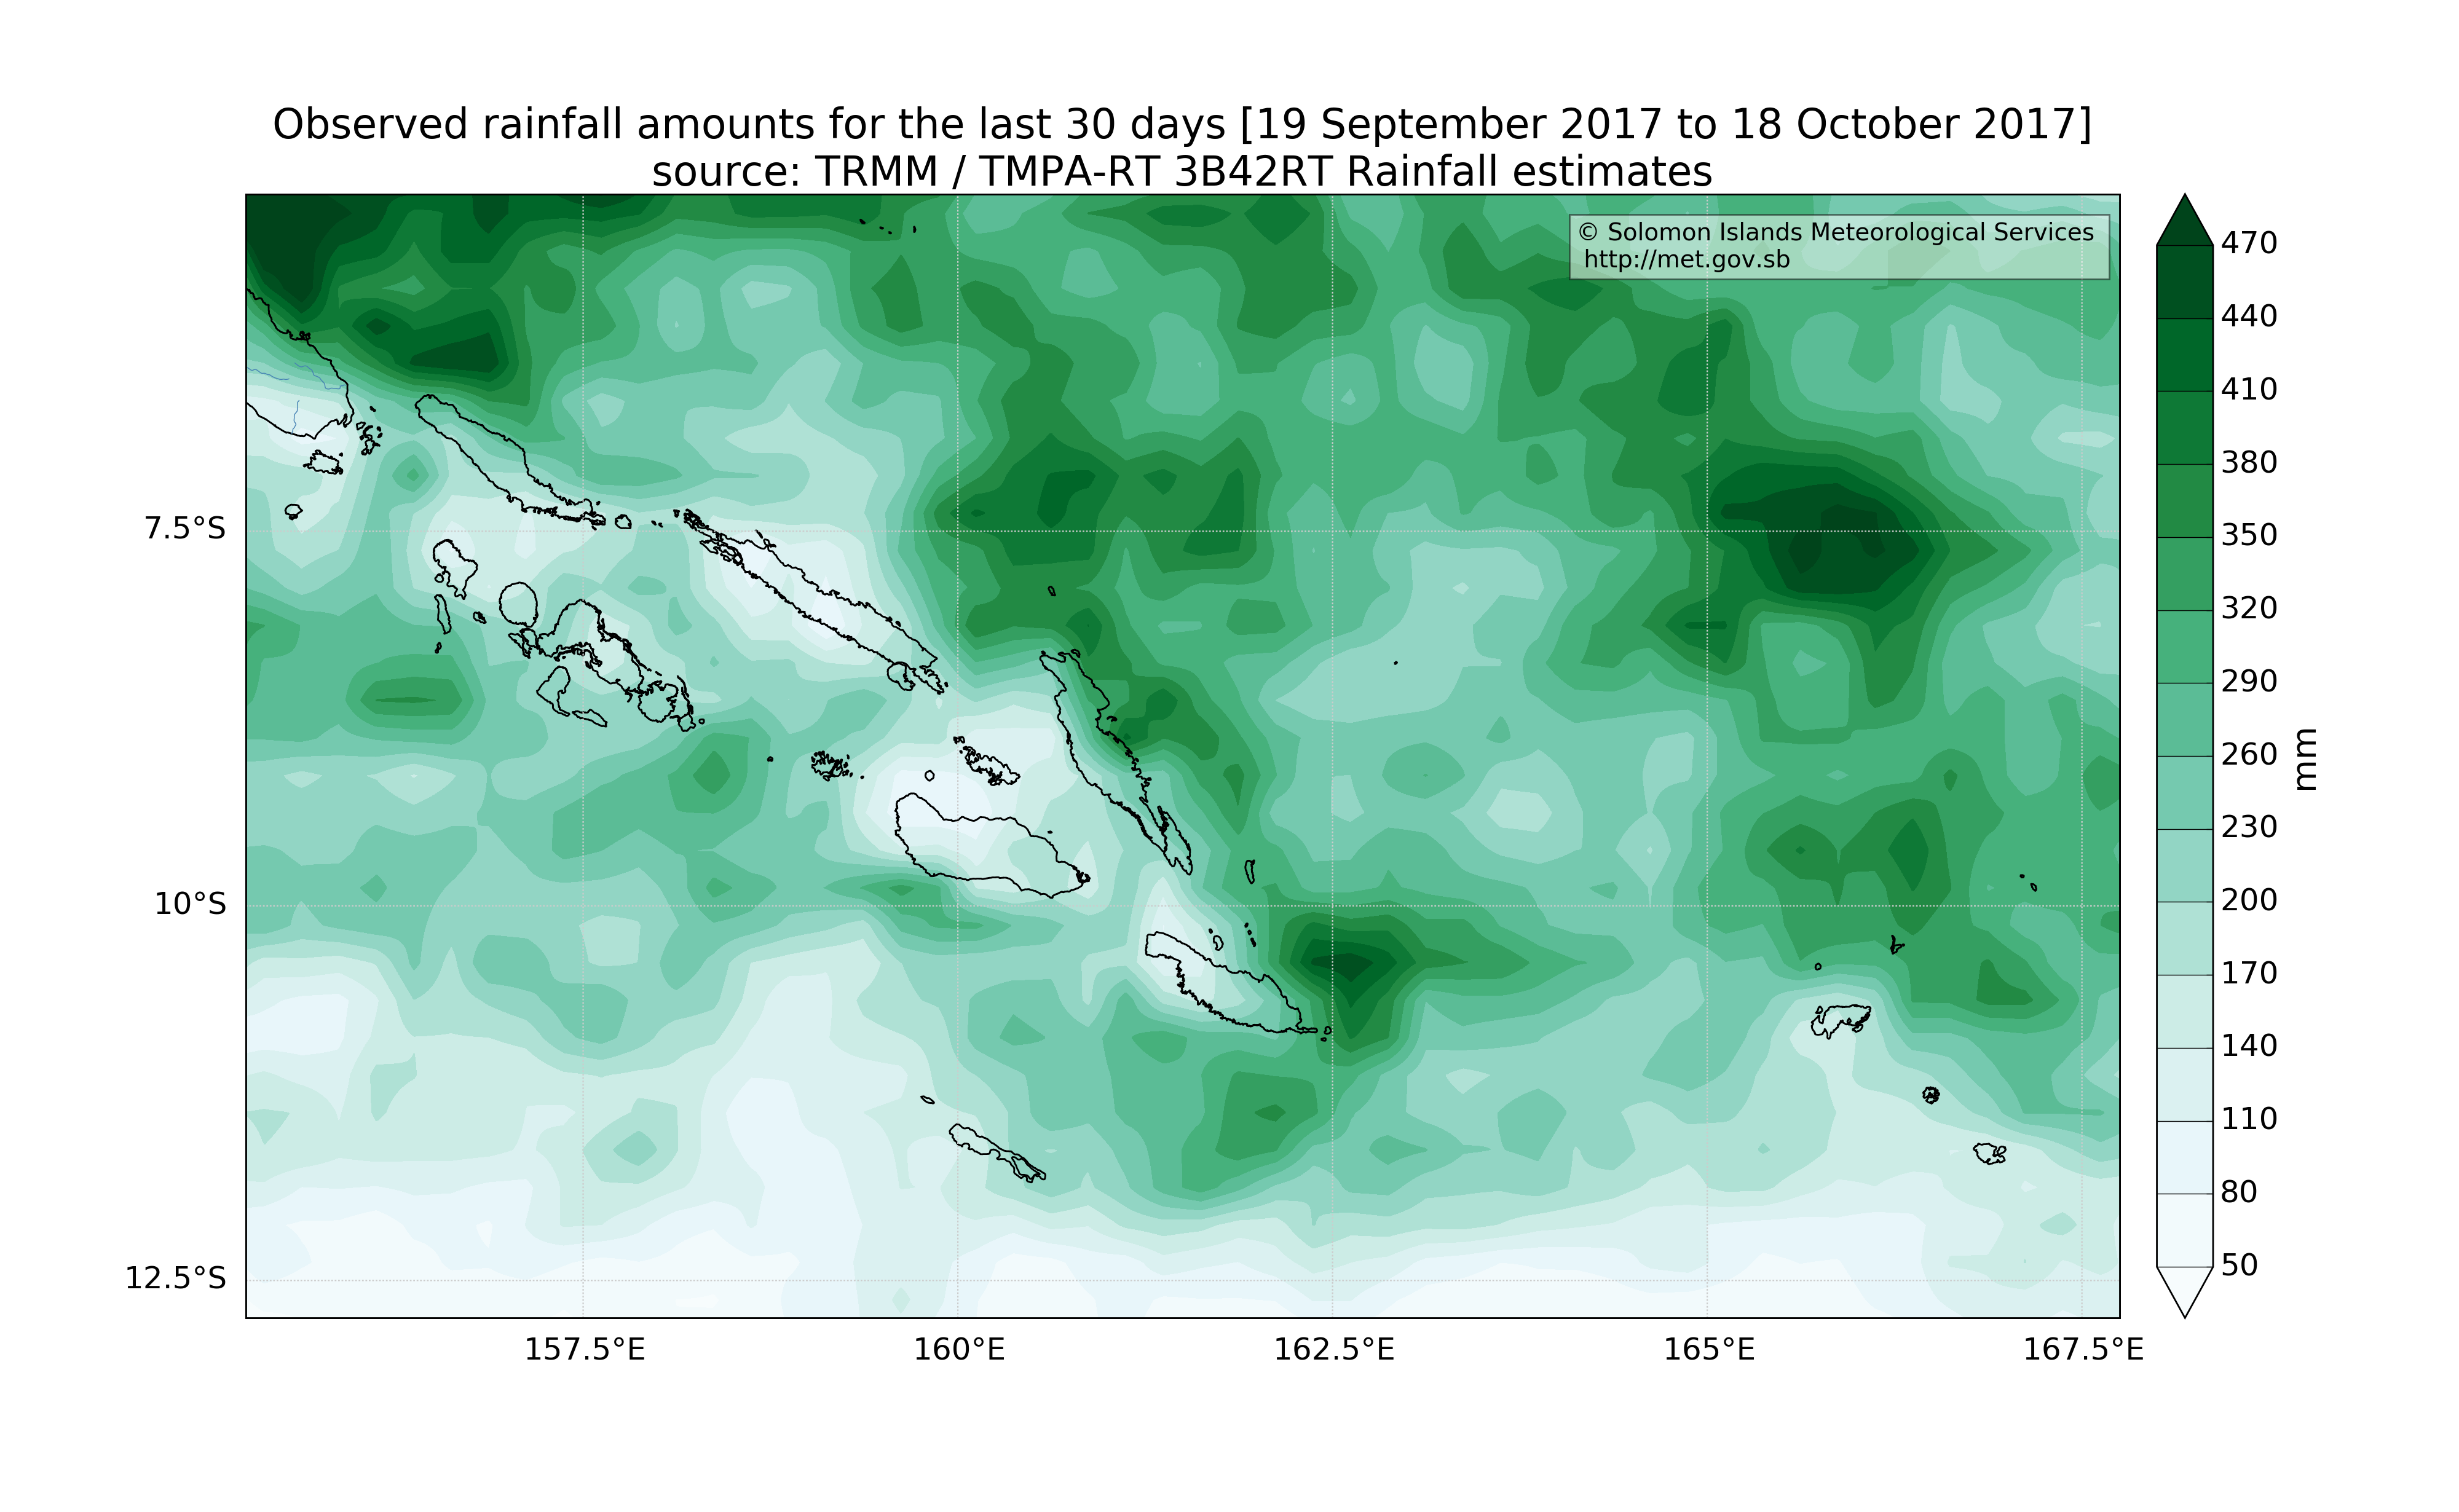 Observed rainfall amounts for the last 30 days [19 September 2017 to 18 October 2017]
source: TRMM / TMPA-RT 3B42RT Rainfall estimates
© Solomon Islands Meteorological Services
http://met.gov.sb
7.5°S
10°S
12.5°S
157.5°E
160°E
162.5°E
165°E
167.5°E
470
440
410
380
350
320
290
260
230
200
170
140
110
80
50
mm